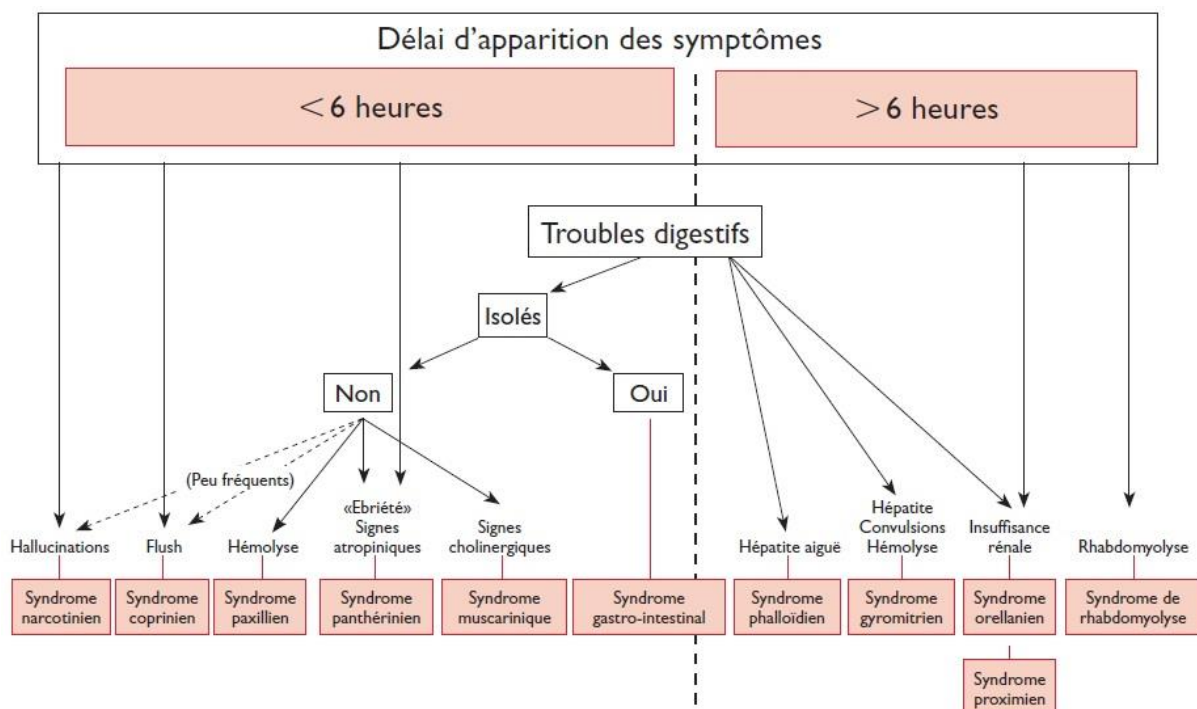 Délai d'apparition des symptômes
< 6 heures
> 6 heures
Troubles digestifs
Isolés
Non
Oui
(Peu fréquents)
Hallucinations
Flush
Hémolyse
«Ebriété»
Signes
atropiniques
Signes
cholinergiques
Hépatite aiguë
Hépatite
Convulsions
Hémolyse
Insuffisance
rénale
Rhabdomyolyse
Syndrome
narcotinien
Syndrome
coprinien
Syndrome
paxillien
Syndrome
panthérinien
Syndrome
muscarinique
Syndrome
gastro-intestinal
Syndrome
phalloïdien
Syndrome
gyromitrien
Syndrome
orellanien
Syndrome de
rhabdomyolyse
Syndrome
proximien